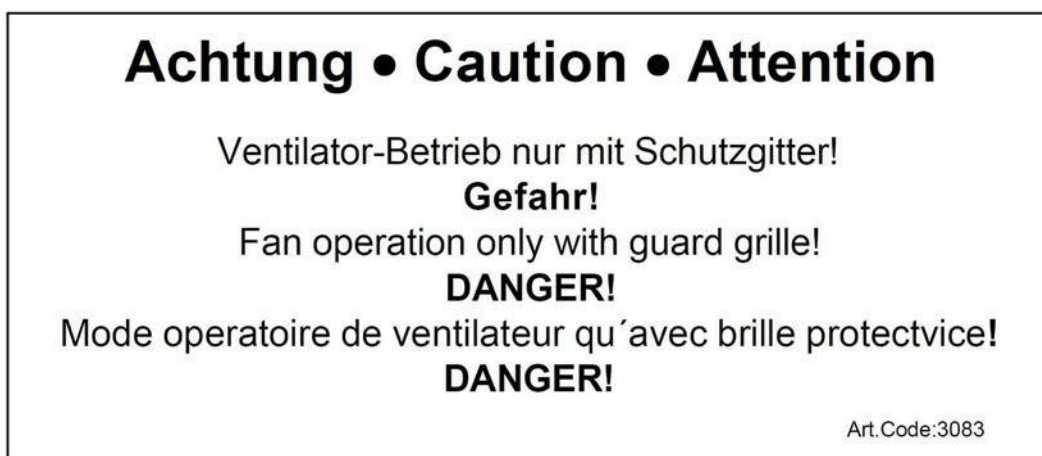 Achtung • Caution • Attention
Ventilator-Betrieb nur mit Schutzgitter!
Gefahr!
Fan operation only with guard grille!
DANGER!
Mode operatoire de ventilateur qu´avec brille protectvice!
DANGER!
Art.Code:3083